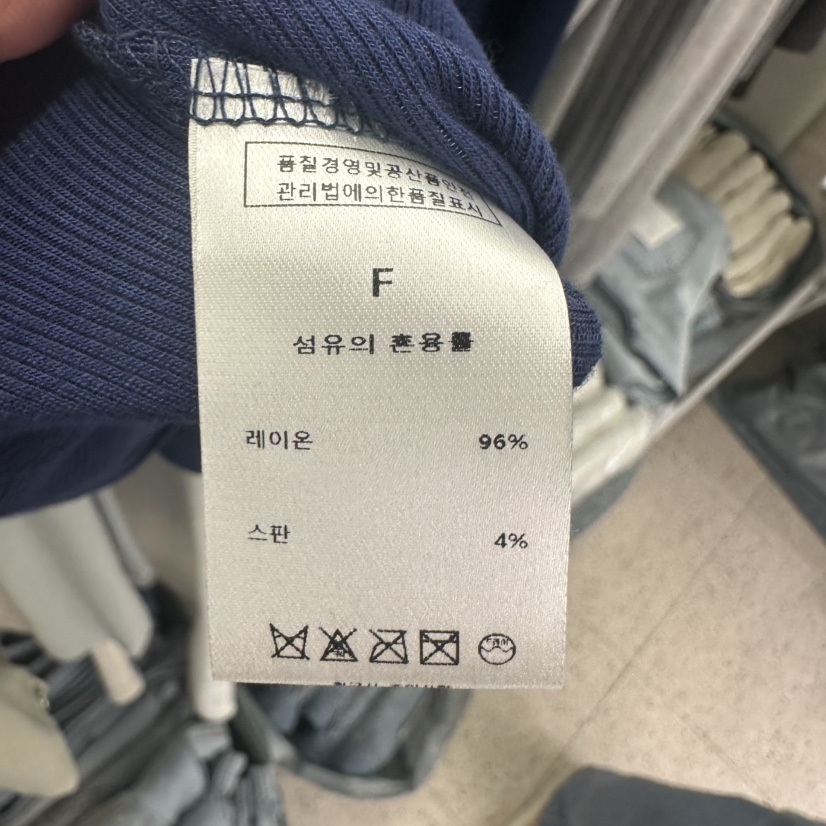 품질경영및공산품안전
관리법에의한품질표시
F
섬유의 혼용률
레이온 96%
스판 4%